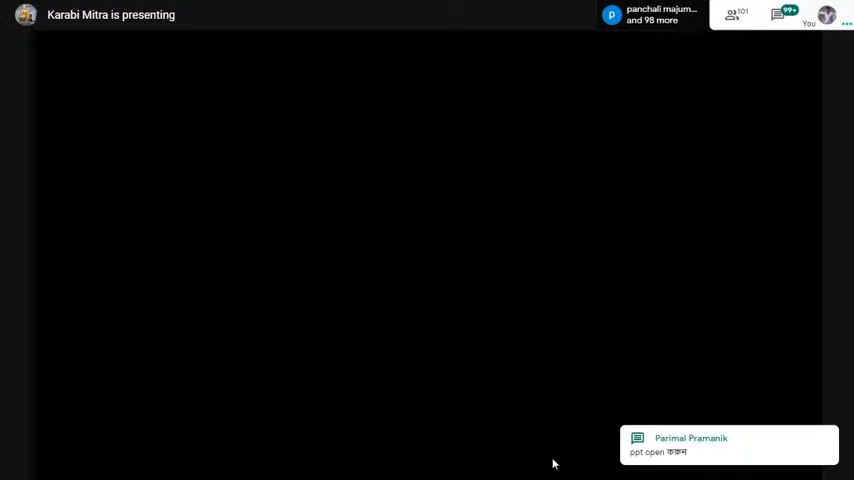 Karabi Mitra is presenting
p
panchali majum...
and 98 more
101
99+
You
Parimal Pramanik
ppt open করুন